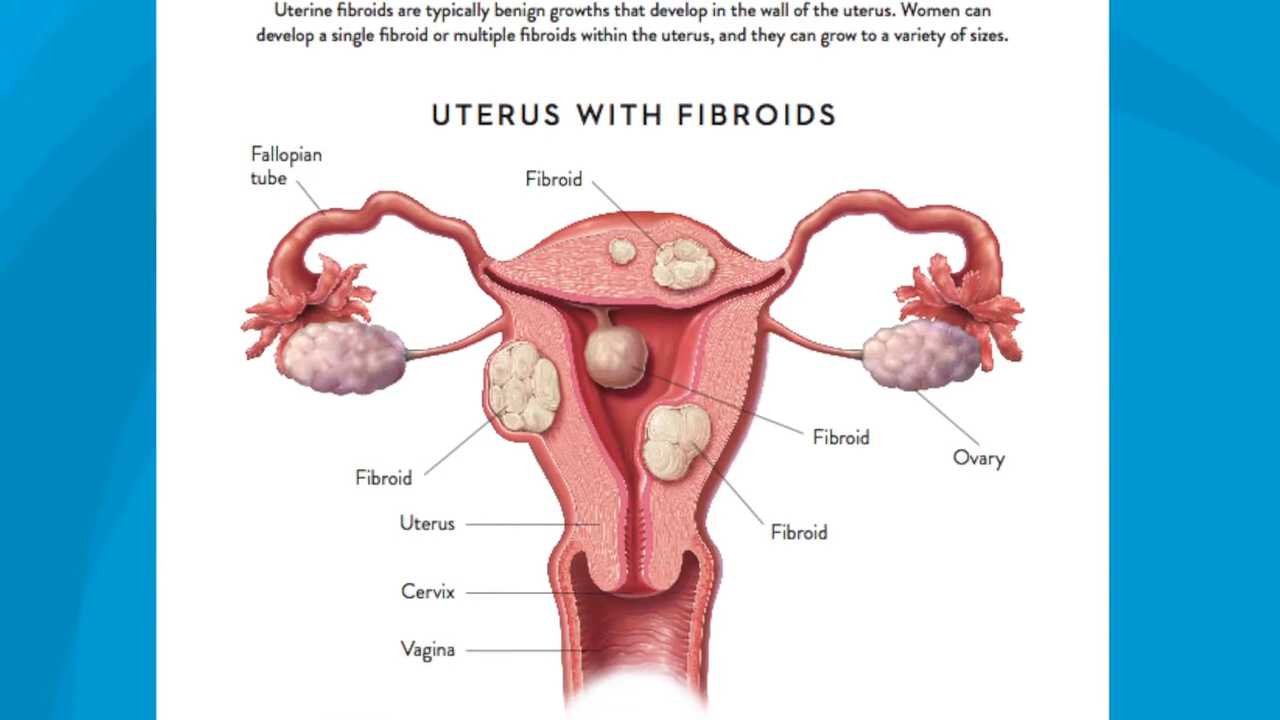 Uterine fibroids are typically benign growths that develop in the wall of the uterus. Women can
develop a single fibroid or multiple fibroids within the uterus, and they can grow to a variety of sizes.
UTERUS WITH FIBROIDS
Fallopian
tube
Fibroid
Fibroid
Ovary
Fibroid
Uterus
Fibroid
Cervix
Vagina